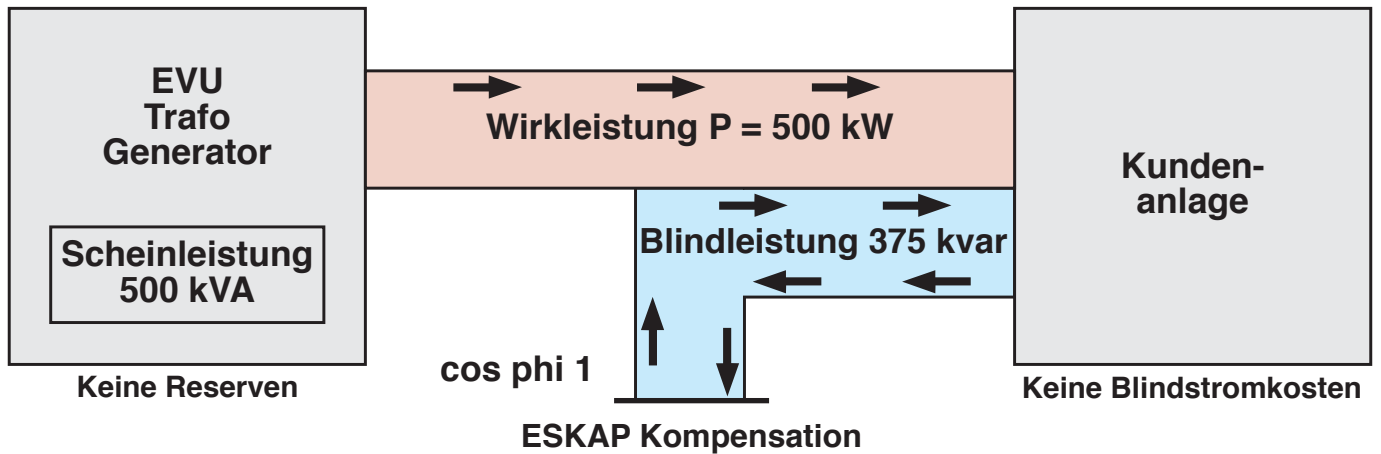 EVU
Trafo
Generator
Scheinleistung
500 kVA
Keine Reserven
Wirkleistung P = 500 kW
Blindleistung 375 kvar
cos phi 1
ESKAP Kompensation
Kunden-
anlage
Keine Blindstromkosten